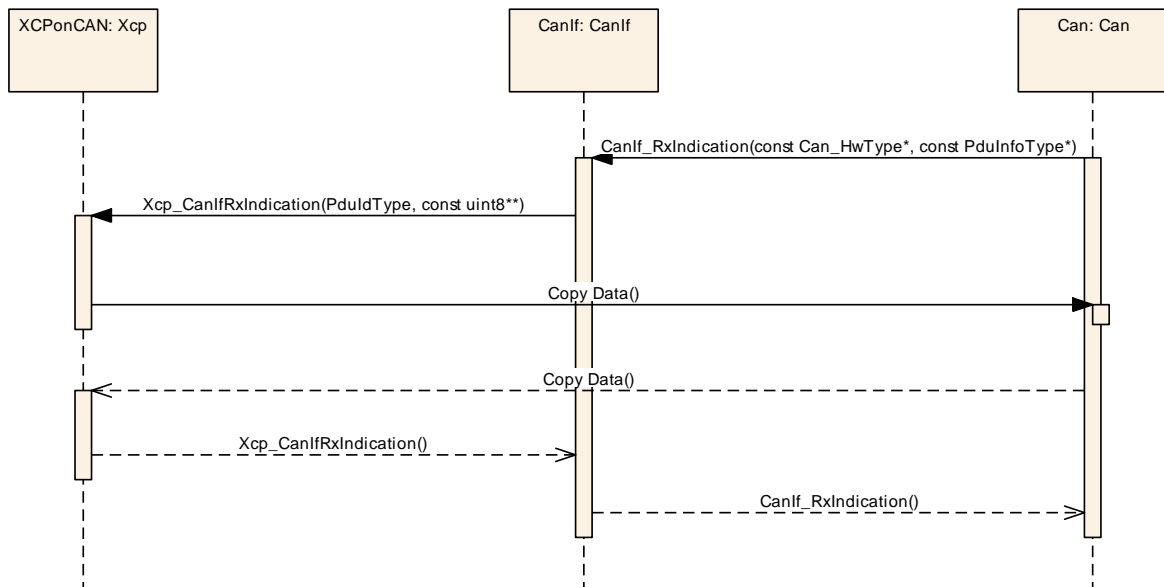 XCPonCAN: Xcp
CanIf: CanIf
Can: Can
CanIf_RxIndication(const Can_HwType*, const PduInfoType*)
Xcp_CanIfRxIndication(PduIdType, const uint8**)
Copy Data()
Copy Data()
Xcp_CanIfRxIndication()
CanIf_RxIndication()